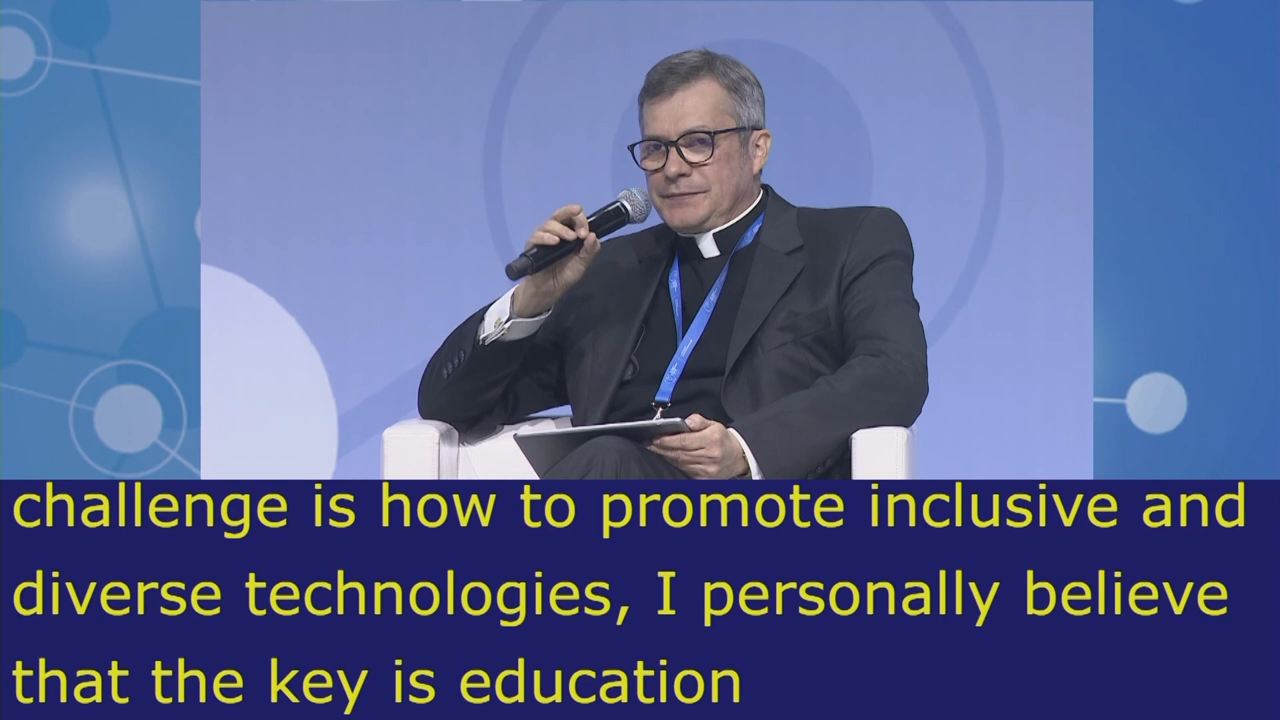 challenge is how to promote inclusive and
diverse technologies, I personally believe
that the key is education